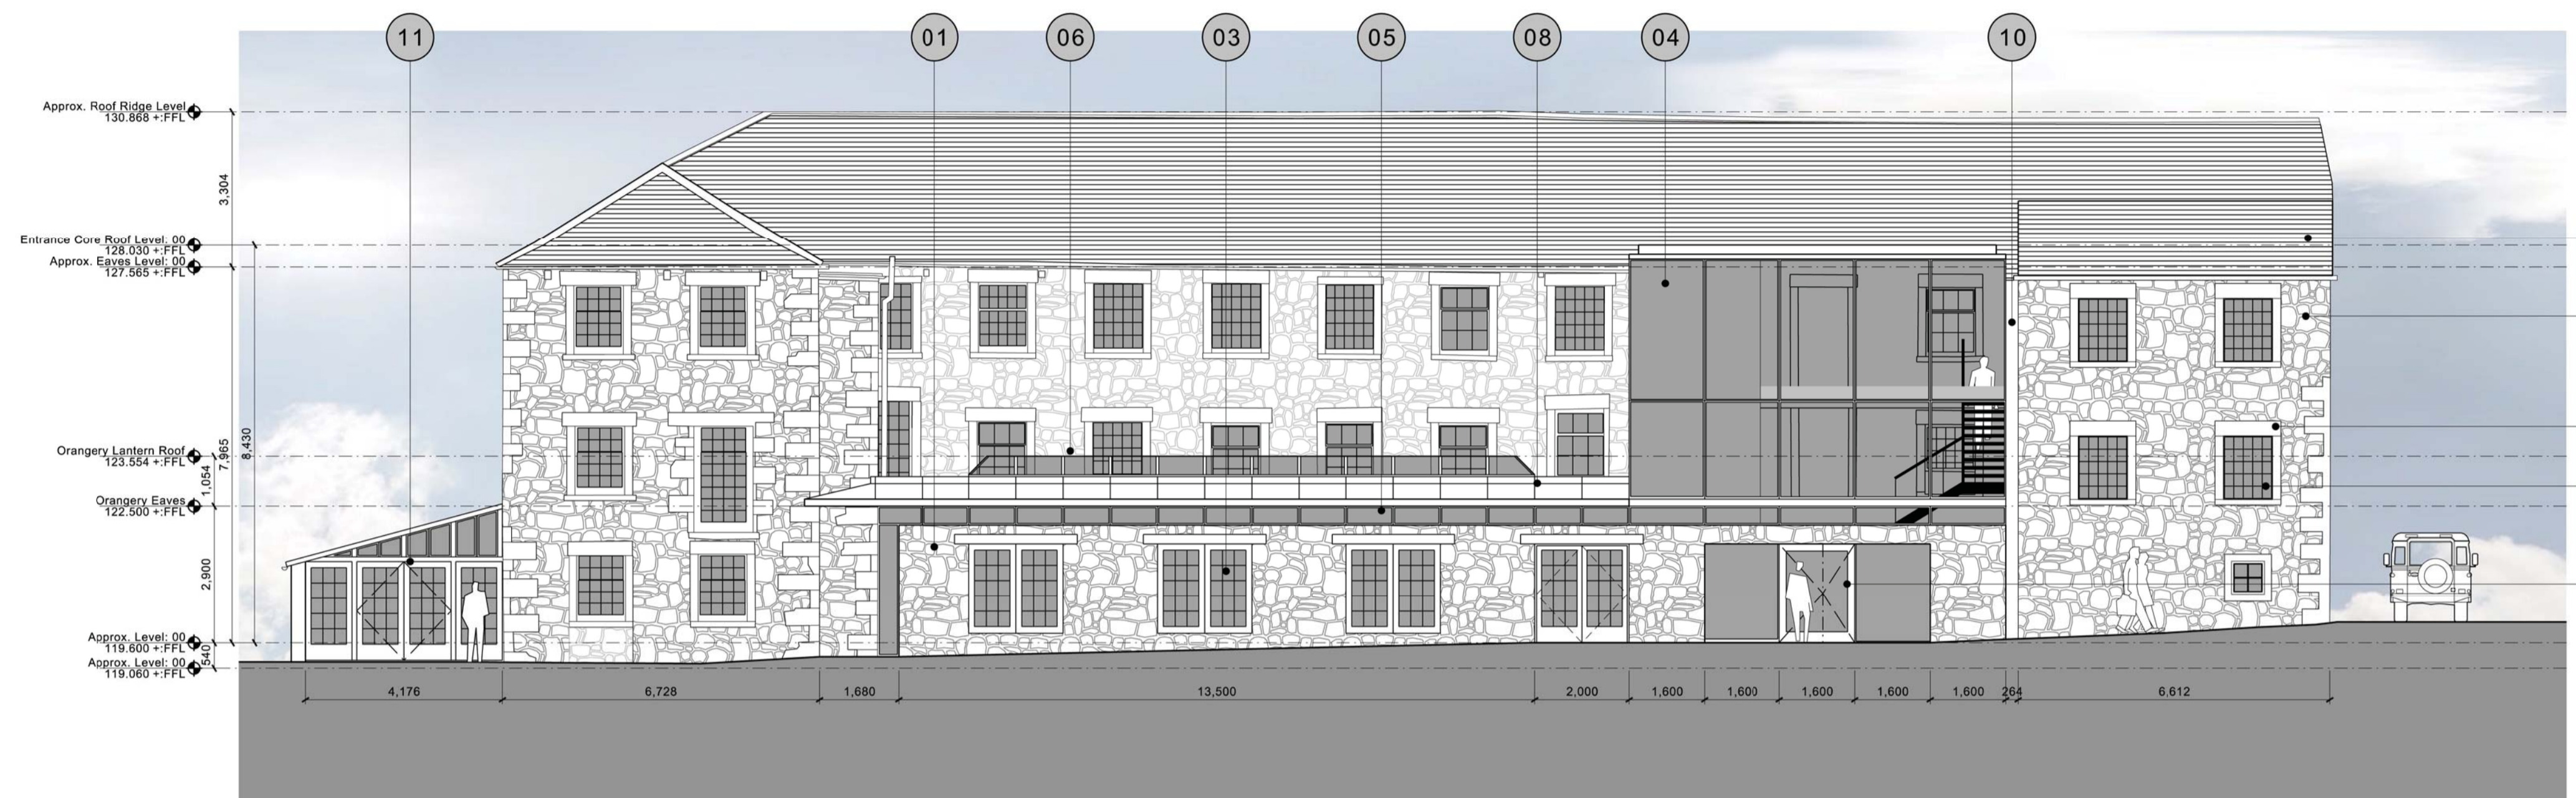 11
01
06
03
05
08
04
10
Approx. Roof Ridge Level
130.868 +:FFL
3,304
Entrance Core Roof Level: 00
128.030 +:FFL
Approx. Eaves Level: 00
127.565 +:FFL
8,430
7,965
Orangery Lantern Roof
123.554 +:FFL
1,054
Orangery Eaves
122.500 +:FFL
2,900
Approx. Level: 00
119.600 +:FFL
540
Approx. Level: 00
119.060 +:FFL
4,176
6,728
1,680
13,500
2,000
1,600
1,600
1,600
1,600
1,600
264
6,612